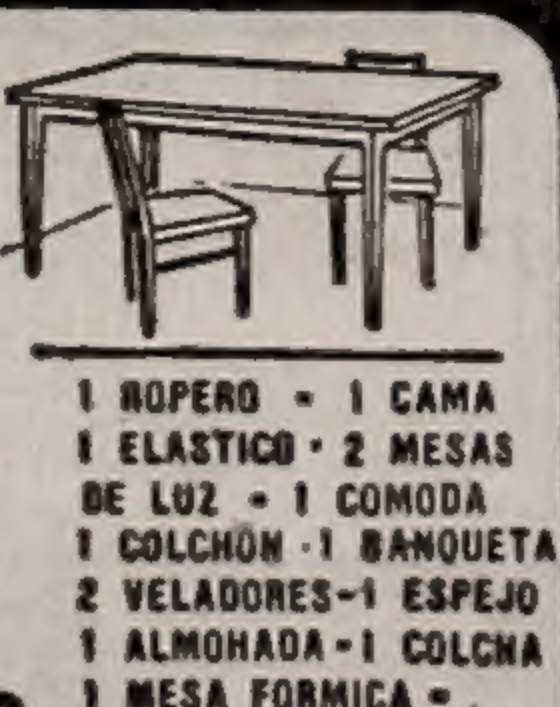 1 ROPERO - 1 CAMA
1 ELASTICO - 2 MESAS
DE LUZ - 1 COMODA
1 COLCHON - 1 BANQUETA
2 VELADORES - 1 ESPEJO
1 ALMOHADA - 1 COLCHA
1 MESA FORMICA -